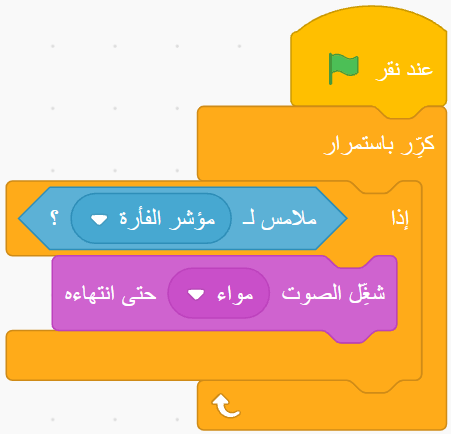 عند نقر
كرِّر باستمرار
إذا ملامس لـ مؤشر الفأرة ؟
شغِّل الصوت مواء حتى انتهاءه